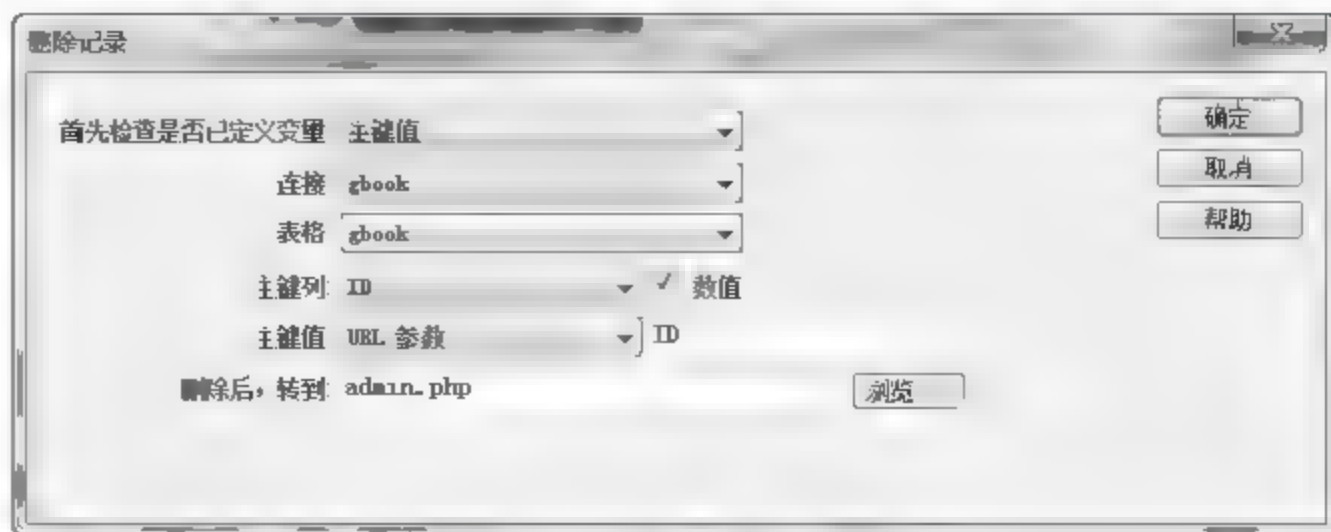 删除记录
首先检查是否已定义变量 主键值 确定
连接 gbook 取消
表格 gbook 帮助
主键列: ID ✓ 数值
主键值 URL 参数 ID
删除后，转到: admin.php 浏览